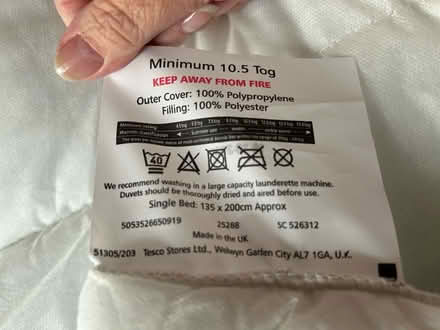 Minimum 10.5 Tog
KEEP AWAY FROM FIRE
Outer Cover: 100% Polypropylene
Filling: 100% Polyester
40
We recommend washing in a large capacity launderette machine.
Duvets should be thoroughly dried and aired before use.
Single Bed: 135 x 200cm Approx
5053526650919 25288 SC 526312
Made in the UK
51305/203 Tesco Stores Ltd., Welwyn Garden City AL7 1GA, U.K.